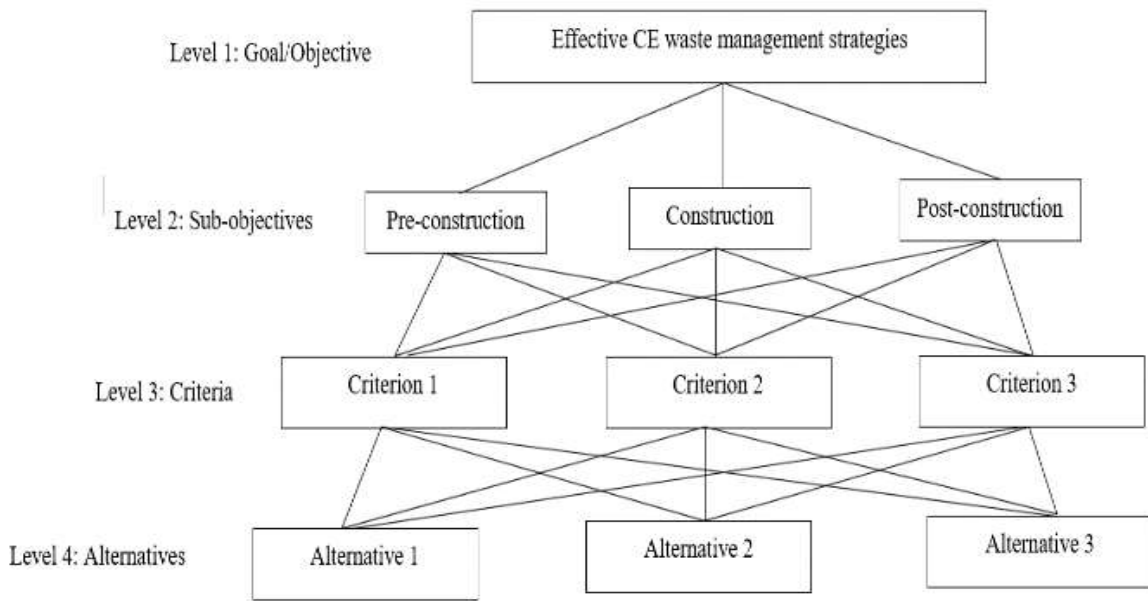 Effective CE waste management strategies
Level 1: Goal/Objective
Level 2: Sub-objectives
Pre-construction
Construction
Post-construction
Level 3: Criteria
Criterion 1
Criterion 2
Criterion 3
Level 4: Alternatives
Alternative 1
Alternative 2
Alternative 3